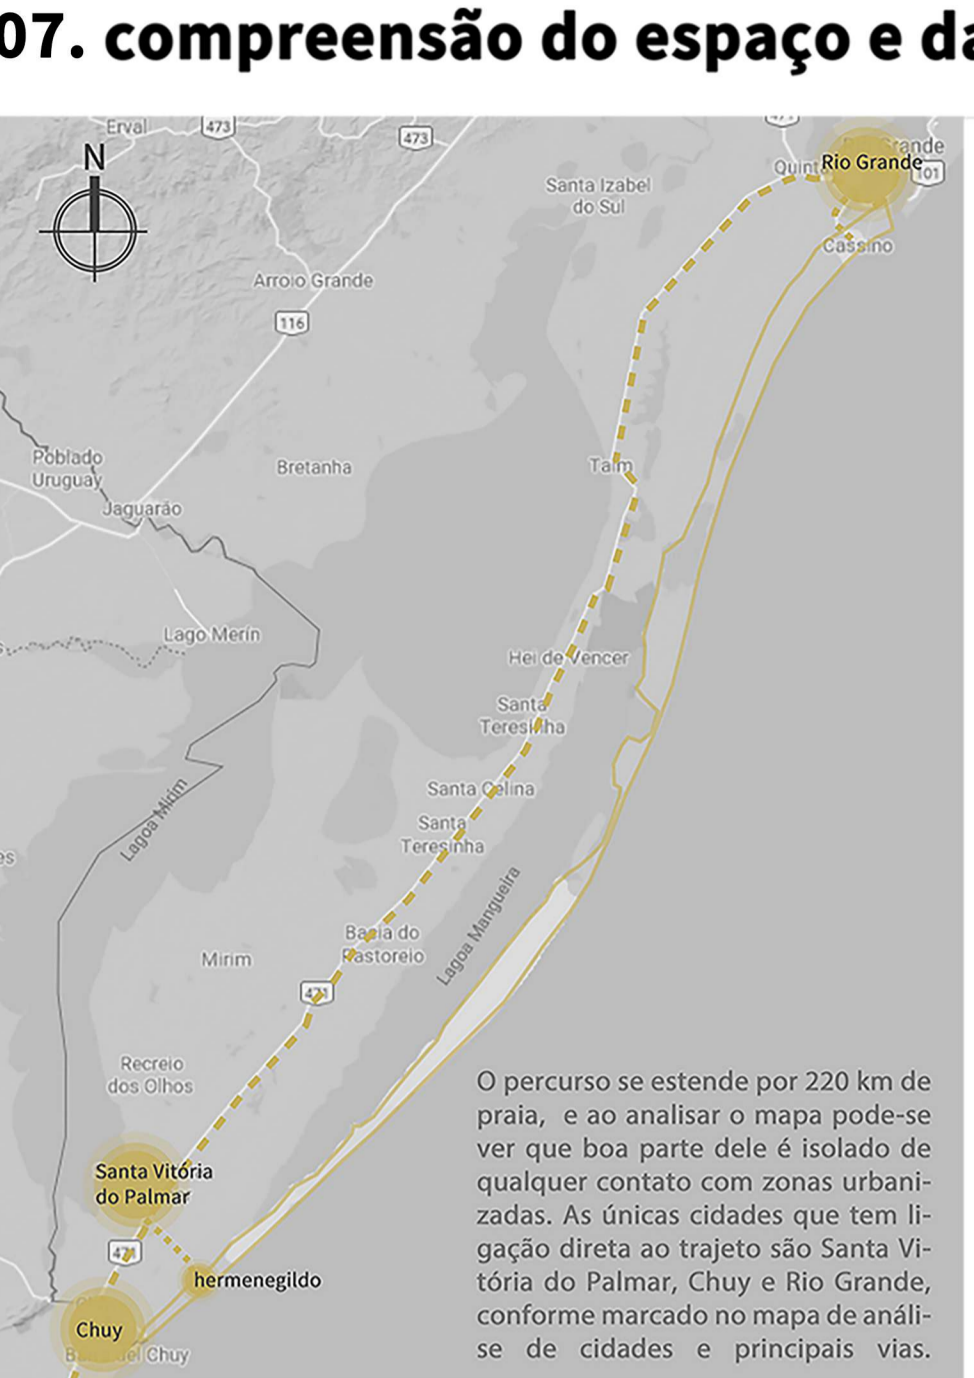 07. compreensão do espaço e da
Erval
473
473
N
Rio Grande
101
Santa Izabel
do Sul
Cassino
Arroio Grande
116
Poblado
Uruguay
Bretanha
Taim
Jaguarão
Lago Merín
Hei de Vencer
Santa
Teresinha
Santa Celina
Santa
Teresinha
Lagoa Mirim
Lagoa Mangueira
Bacia do
Pastoreio
Mirim
471
Recreio
dos Olhos
O percurso se estende por 220 km de
praia, e ao analisar o mapa pode-se
ver que boa parte dele é isolado de
qualquer contato com zonas urbani-
zadas. As únicas cidades que tem li-
gação direta ao trajeto são Santa Vi-
tória do Palmar, Chuy e Rio Grande,
conforme marcado no mapa de análi-
se de cidades e principais vias.
Santa Vitória
do Palmar
471
hermenegildo
Chuy
del Chuy